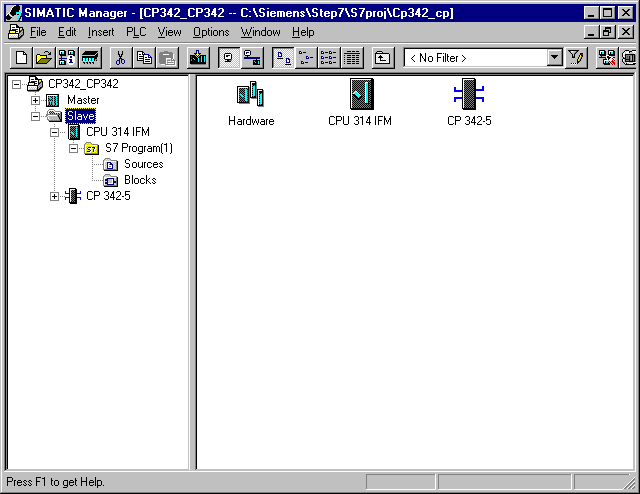 SIMATIC Manager - [CP342_CP342 -- C:\Siemens\Step7\S7proj\Cp342_cp]
File Edit Insert PLC View Options Window Help
< No Filter >
CP342_CP342
Master
Slave
CPU 314 IFM
S7 Program(1)
Sources
Blocks
CP 342-5
Hardware CPU 314 IFM CP 342-5
Press F1 to get Help.